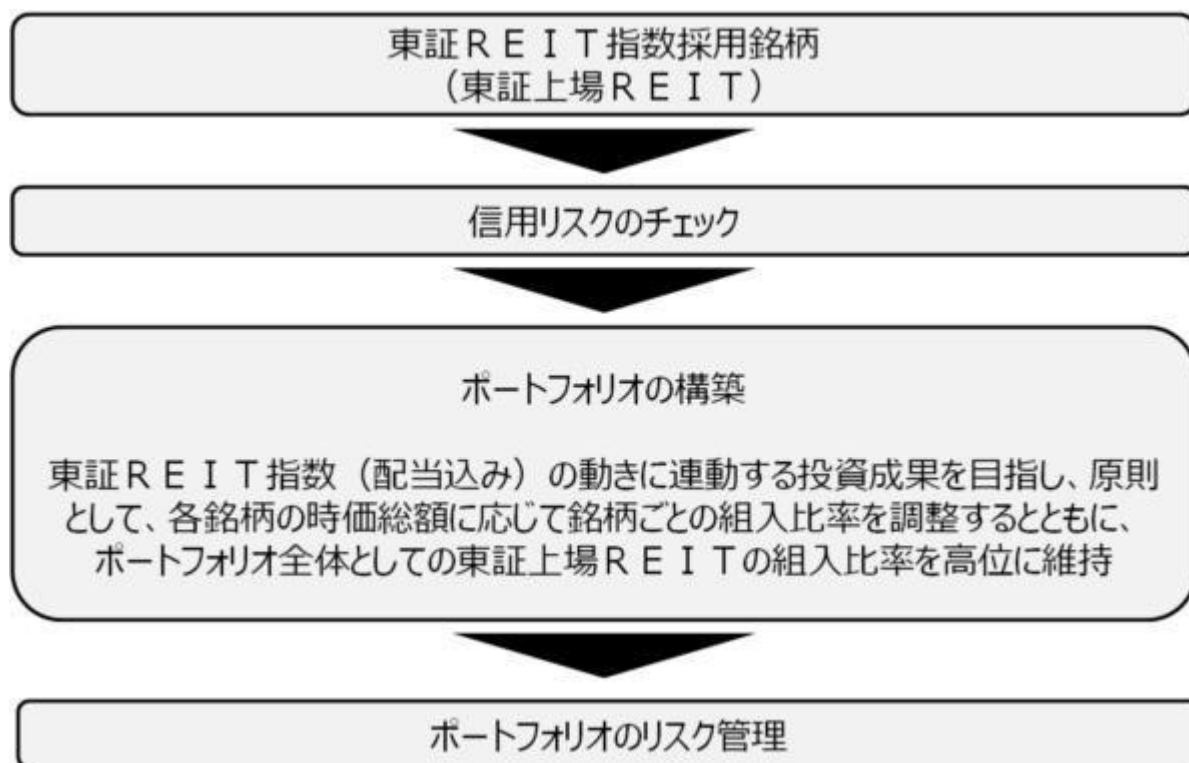 東証ＲＥＩＴ指数採用銘柄
（東証上場ＲＥＩＴ）
信用リスクのチェック
ポートフォリオの構築
東証ＲＥＩＴ指数（配当込み）の動きに連動する投資成果を目指し、原則
として、各銘柄の時価総額に応じて銘柄ごとの組入比率を調整するとともに、
ポートフォリオ全体としての東証上場ＲＥＩＴの組入比率を高位に維持
ポートフォリオのリスク管理